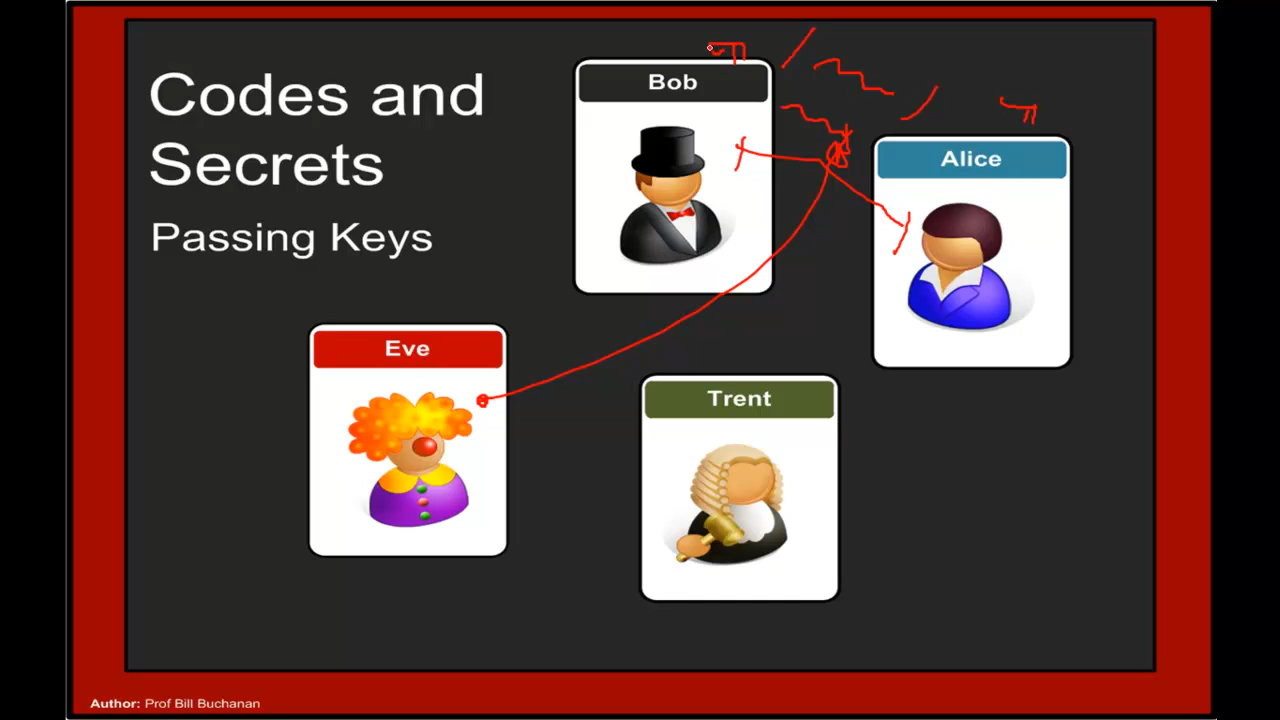 Codes and
Secrets
Passing Keys
Bob
Alice
Eve
Trent
Author: Prof Bill Buchanan